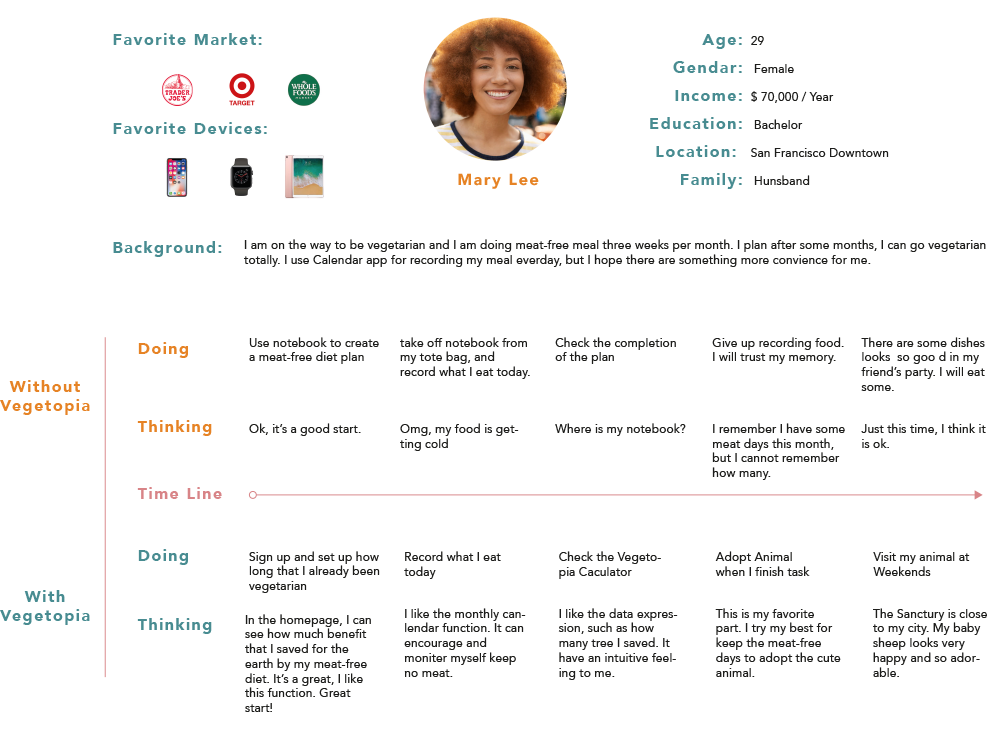 Favorite Market:
TRADER JOE'S
TARGET
WHOLE FOODS MARKET
Favorite Devices:
Mary Lee
Age: 29
Gendar: Female
Income: $ 70,000 / Year
Education: Bachelor
Location: San Francisco Downtown
Family: Hunsband
Background: I am on the way to be vegetarian and I am doing meat-free meal three weeks per month. I plan after some months, I can go vegetarian
totally. I use Calendar app for recording my meal everday, but I hope there are something more convience for me.
Without
Vegetopia
Doing
Use notebook to create
a meat-free diet plan
take off notebook from
my tote bag, and
record what I eat today.
Check the completion
of the plan
Give up recording food.
I will trust my memory.
There are some dishes
looks so goo d in my
friend's party. I will eat
some.
Thinking
Ok, it's a good start.
Omg, my food is get-
ting cold
Where is my notebook?
I remember I have some
meat days this month,
but I cannot remember
how many.
Just this time, I think it
is ok.
Time Line
With
Vegetopia
Doing
Sign up and set up how
long that I already been
vegetarian
Record what I eat
today
Check the Vegeto-
pia Caculator
Adopt Animal
when I finish task
Visit my animal at
Weekends
Thinking
In the homepage, I can
see how much benefit
that I saved for the
earth by my meat-free
diet. It's a great, I like
this function. Great
start!
I like the monthly can-
lendar function. It can
encourage and
moniter myself keep
no meat.
I like the data expres-
sion, such as how
many tree I saved. It
have an intuitive feel-
ing to me.
This is my favorite
part. I try my best for
keep the meat-free
days to adopt the cute
animal.
The Sanctury is close
to my city. My baby
sheep looks very
happy and so ador-
able.